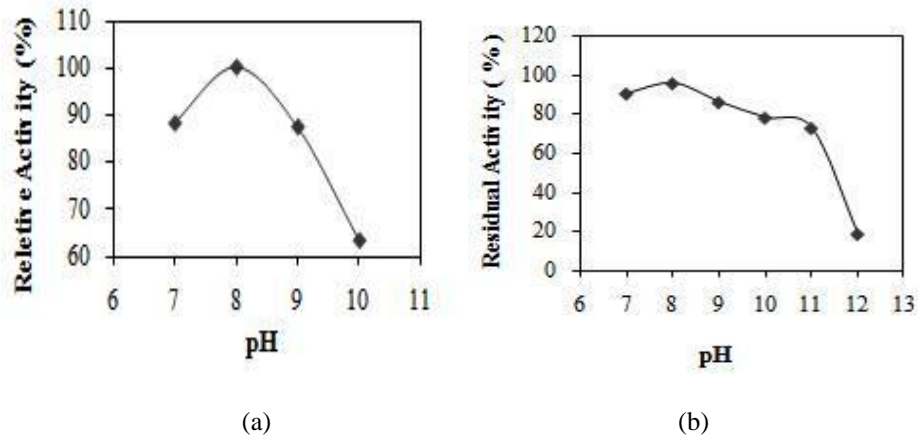 Reletive Activity (%)
110
100
90
80
70
60
6 7 8 9 10 11
pH
(a)
Residual Activity ( %)
120
100
80
60
40
20
0
6 7 8 9 10 11 12 13
pH
(b)